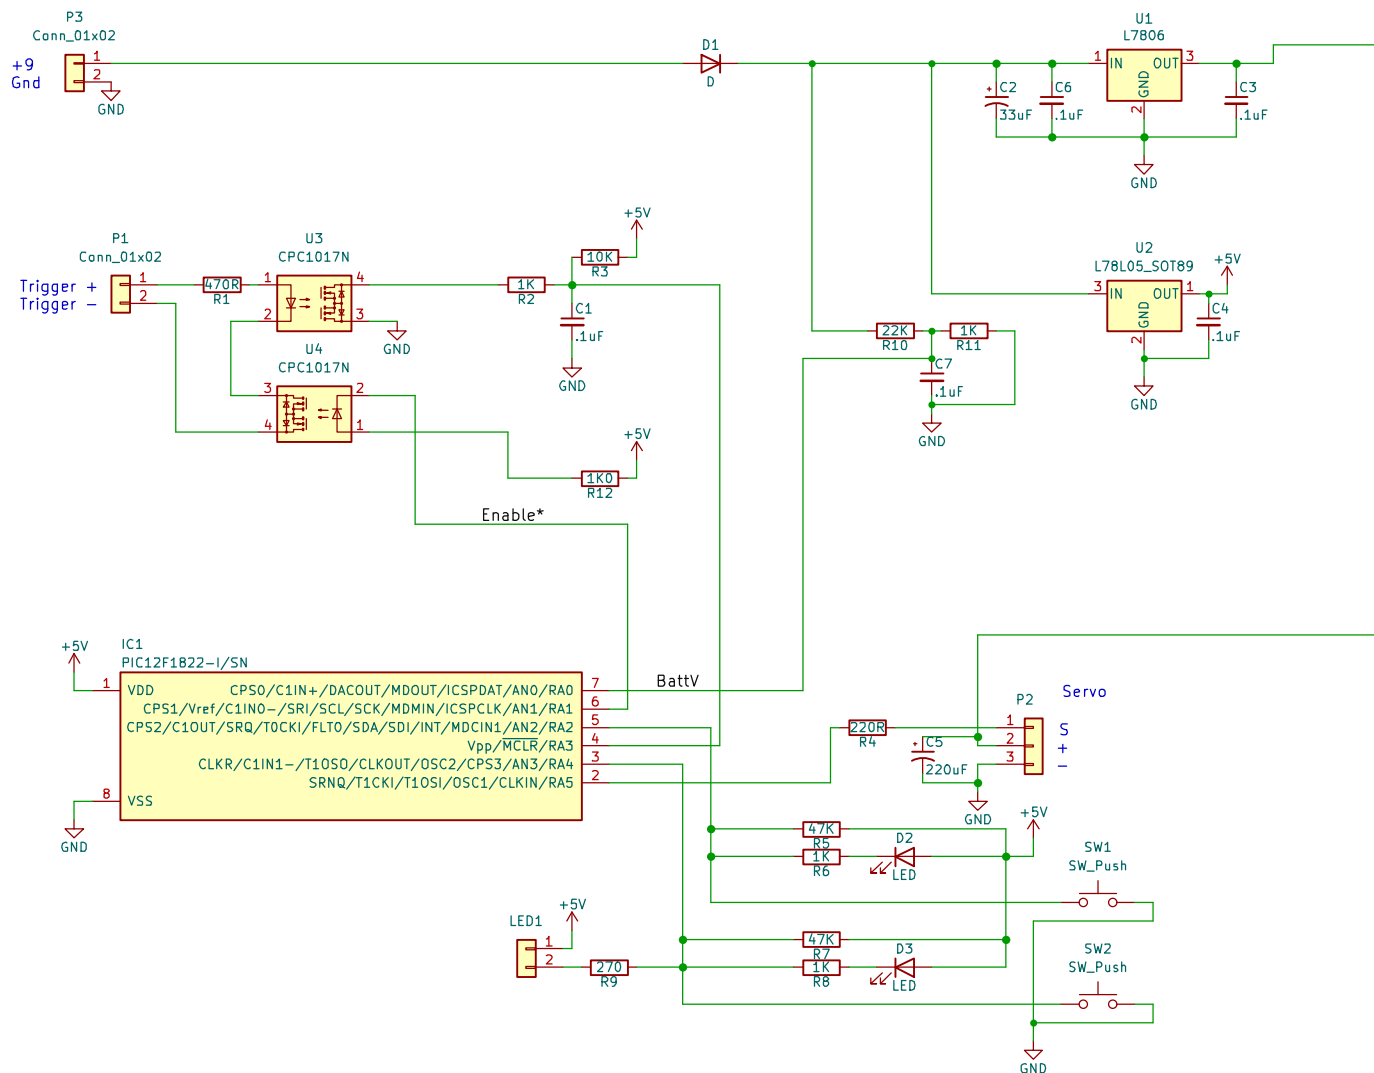 P3
Conn_01x02
+9
Gnd
1
2
GND
D1
D
C2
33uF
C6
.1uF
U1
L7806
1
IN
OUT
3
GND
2
C3
.1uF
GND
P1
Conn_01x02
Trigger +
Trigger -
1
2
470R
R1
U3
CPC1017N
1
2
4
3
GND
U4
CPC1017N
3
4
2
1
1K
R2
+5V
10K
R3
C1
.1uF
GND
+5V
1K0
R12
Enable*
22K
R10
1K
R11
C7
.1uF
GND
U2
L78L05_SOT89
3
IN
OUT
1
GND
2
+5V
C4
.1uF
GND
+5V
IC1
PIC12F1822-I/SN
1
VDD
8
VSS
GND
CPS0/C1IN+/DACOUT/MDOUT/ICSPDAT/AN0/RA0
7
CPS1/Vref/C1IN0-/SRI/SCL/SCK/MDMIN/ICSPCLK/AN1/RA1
6
CPS2/C1OUT/SRQ/T0CKI/FLT0/SDA/SDI/INT/MDCIN1/AN2/RA2
5
Vpp/MCLR/RA3
4
CLKR/C1IN1-/T1OSO/CLKOUT/OSC2/CPS3/AN3/RA4
3
SRNQ/T1CKI/T1OSI/OSC1/CLKIN/RA5
2
BattV
220R
R4
C5
220uF
P2
Servo
1
2
3
S
+
-
GND
47K
R5
1K
R6
D2
LED
+5V
SW1
SW_Push
LED1
+5V
1
2
270
R9
47K
R7
1K
R8
D3
LED
SW2
SW_Push
GND